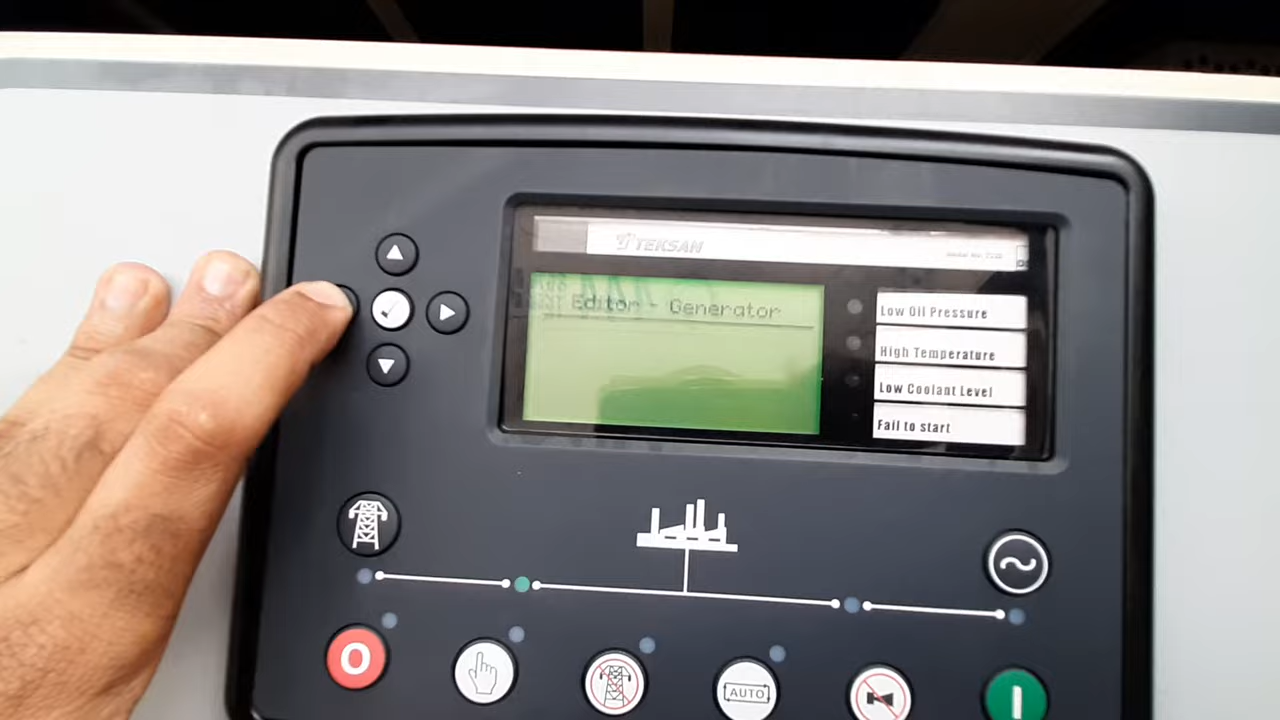 TEKSAN
Editor - Generator
Low Oil Pressure
High Temperature
Low Coolant Level
Fail to start
O
AUTO
I